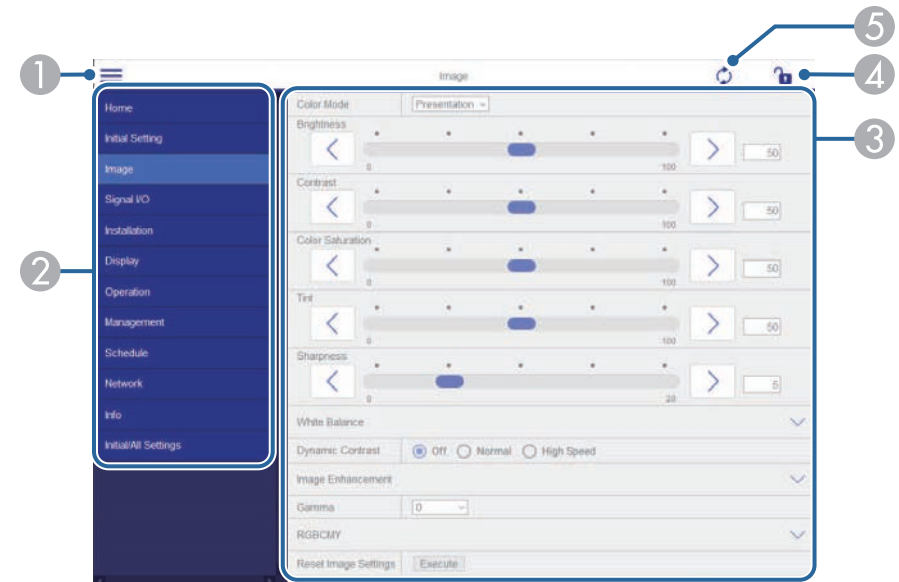 5
1
Image
4
Home
Initial Setting
Image
Signal I/O
Installation
Display
Operation
Management
Schedule
Network
Info
Initial/All Settings
2
Color Mode
Presentation
Brightness
0
100
50
3
Contrast
0
100
50
Color Saturation
0
100
50
Tint
0
100
50
Sharpness
0
20
5
White Balance
Dynamic Contrast
Off
Normal
High Speed
Image Enhancement
Gamma
0
RGBCMY
Reset Image Settings
Execute